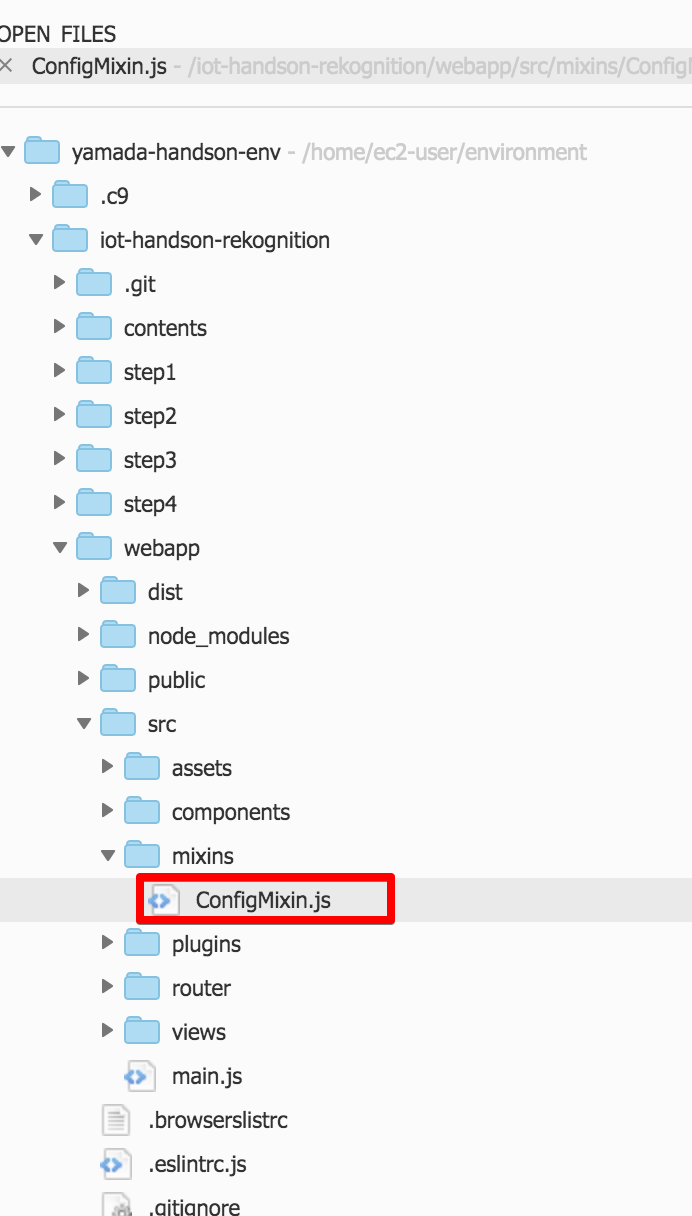 OPEN FILES
ConfigMixin.js - /iot-handson-rekognition/webapp/src/mixins/ConfigM
yamada-handson-env - /home/ec2-user/environment
.c9
iot-handson-rekognition
.git
contents
step1
step2
step3
step4
webapp
dist
node_modules
public
src
assets
components
mixins
ConfigMixin.js
plugins
router
views
main.js
.browserslistrc
.eslintrc.js
.gitignore